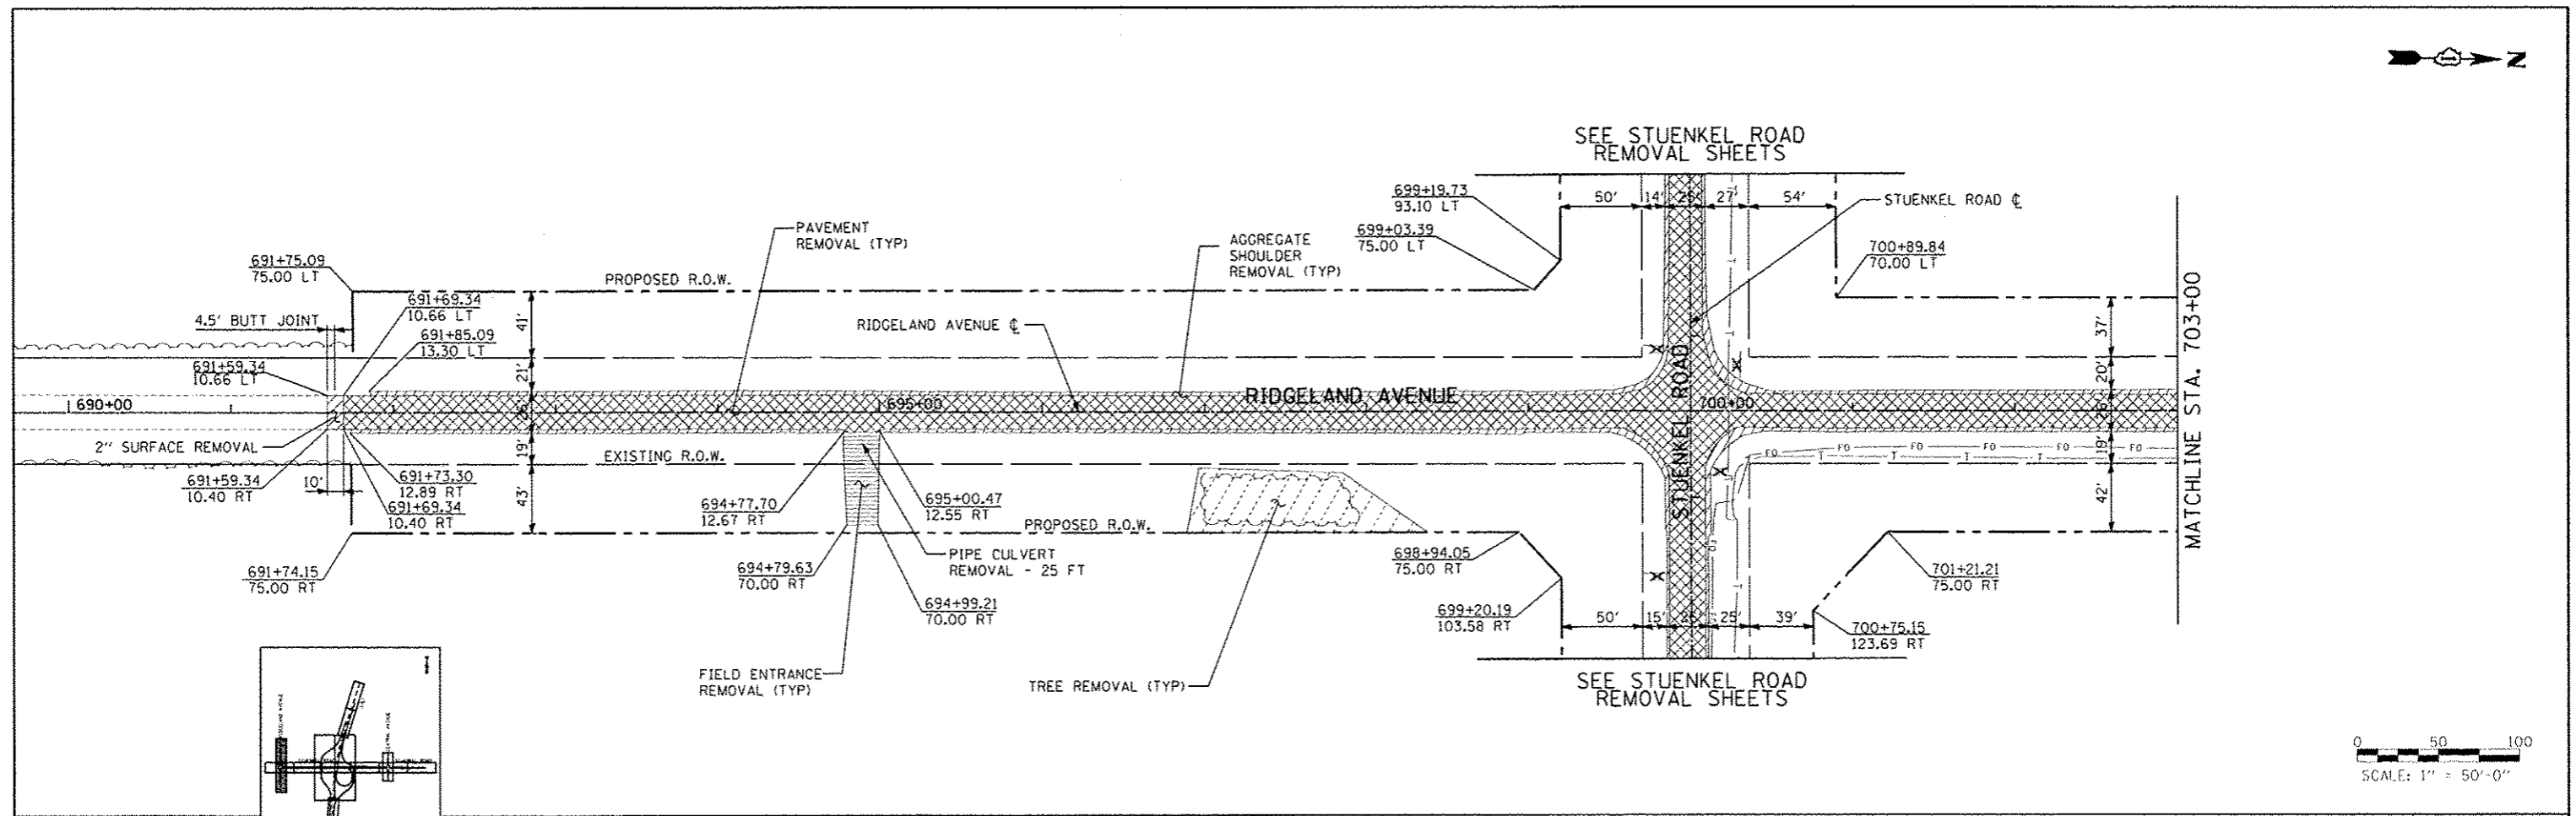 N
SEE STUENKEL ROAD
REMOVAL SHEETS
699+19.73
93.10 LT
50'
14'
25'
27'
54'
STUENKEL ROAD ℄
PAVEMENT
REMOVAL (TYP)
AGGREGATE
SHOULDER
REMOVAL (TYP)
699+03.39
75.00 LT
700+89.84
70.00 LT
691+75.09
75.00 LT
PROPOSED R.O.W.
691+69.34
10.66 LT
4.5' BUTT JOINT
41'
RIDGELAND AVENUE ℄
37'
MATCHLINE STA. 703+00
691+85.09
13.30 LT
691+59.34
10.66 LT
21'
20'
RIDGELAND AVENUE
STUENKEL ROAD
690+00
695+00
700+00
26'
26'
2" SURFACE REMOVAL
19'
EXISTING R.O.W.
FO
FO
FO
FO
FO
T
T
T
T
19'
691+59.34
10.40 RT
10'
691+73.30
12.89 RT
691+69.34
10.40 RT
43'
694+77.70
12.67 RT
695+00.47
12.55 RT
PROPOSED R.O.W.
42'
691+74.15
75.00 RT
694+79.63
70.00 RT
PIPE CULVERT
REMOVAL - 25 FT
694+99.21
70.00 RT
698+94.05
75.00 RT
701+21.21
75.00 RT
699+20.19
103.58 RT
50'
15'
25'
25'
39'
700+75.15
123.69 RT
FIELD ENTRANCE
REMOVAL (TYP)
TREE REMOVAL (TYP)
SEE STUENKEL ROAD
REMOVAL SHEETS
0 50 100
SCALE: 1" = 50'-0"